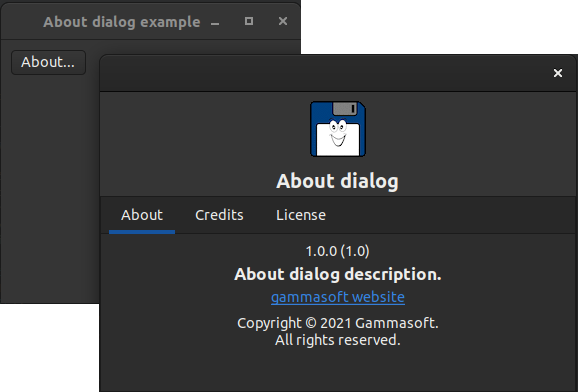 About dialog example
About...
About dialog
About Credits License
1.0.0 (1.0)
About dialog description.
gammasoft website
Copyright © 2021 Gammasoft.
All rights reserved.